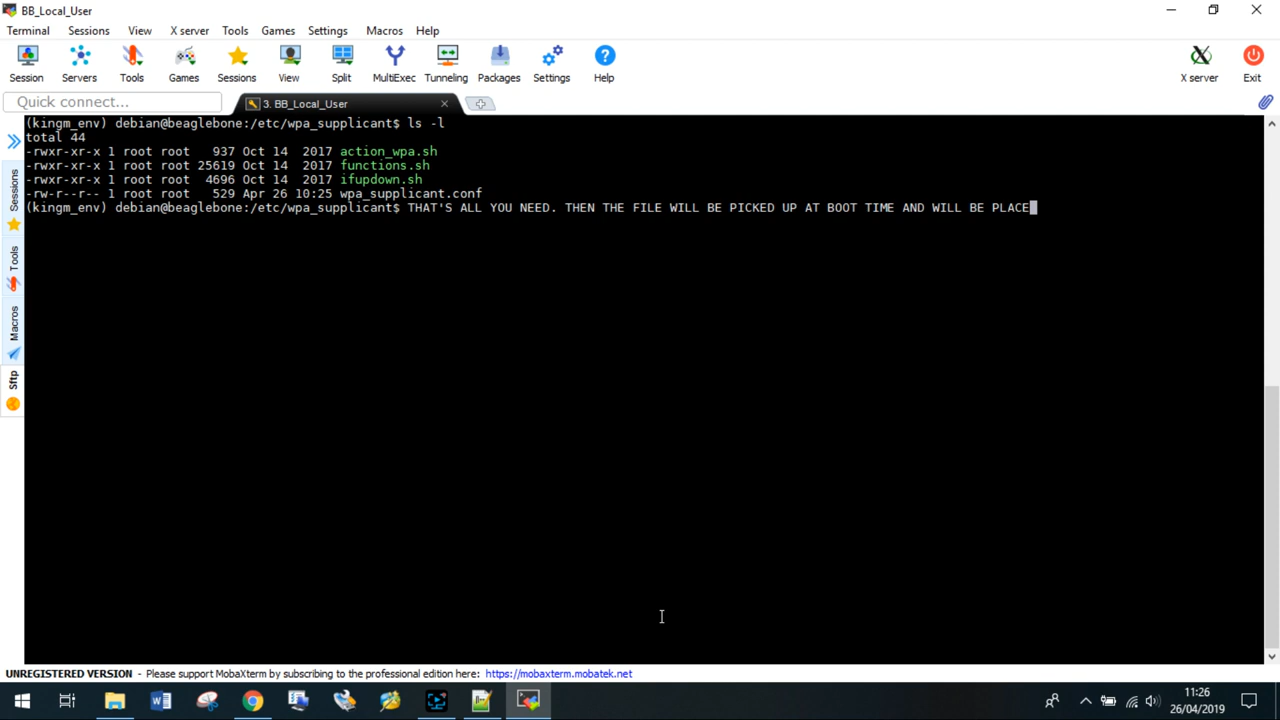 BB_Local_User
Terminal Sessions View X server Tools Games Settings Macros Help
Session Servers Tools Games Sessions View Split MultiExec Tunneling Packages Settings Help X server Exit
Quick connect...
3. BB_Local_User
(kingm_env) debian@beaglebone:/etc/wpa_supplicant$ ls -l
total 44
-rwxr-xr-x 1 root root   937 Oct 14  2017 action_wpa.sh
-rwxr-xr-x 1 root root 25619 Oct 14  2017 functions.sh
-rwxr-xr-x 1 root root  4696 Oct 14  2017 ifupdown.sh
-rw-r--r-- 1 root root   529 Apr 26 10:25 wpa_supplicant.conf
(kingm_env) debian@beaglebone:/etc/wpa_supplicant$ THAT'S ALL YOU NEED. THEN THE FILE WILL BE PICKED UP AT BOOT TIME AND WILL BE PLACE
Sessions
Tools
Macros
Sftp
UNREGISTERED VERSION - Please support MobaXterm by subscribing to the professional edition here: https://mobaxterm.mobatek.net
11:26
26/04/2019